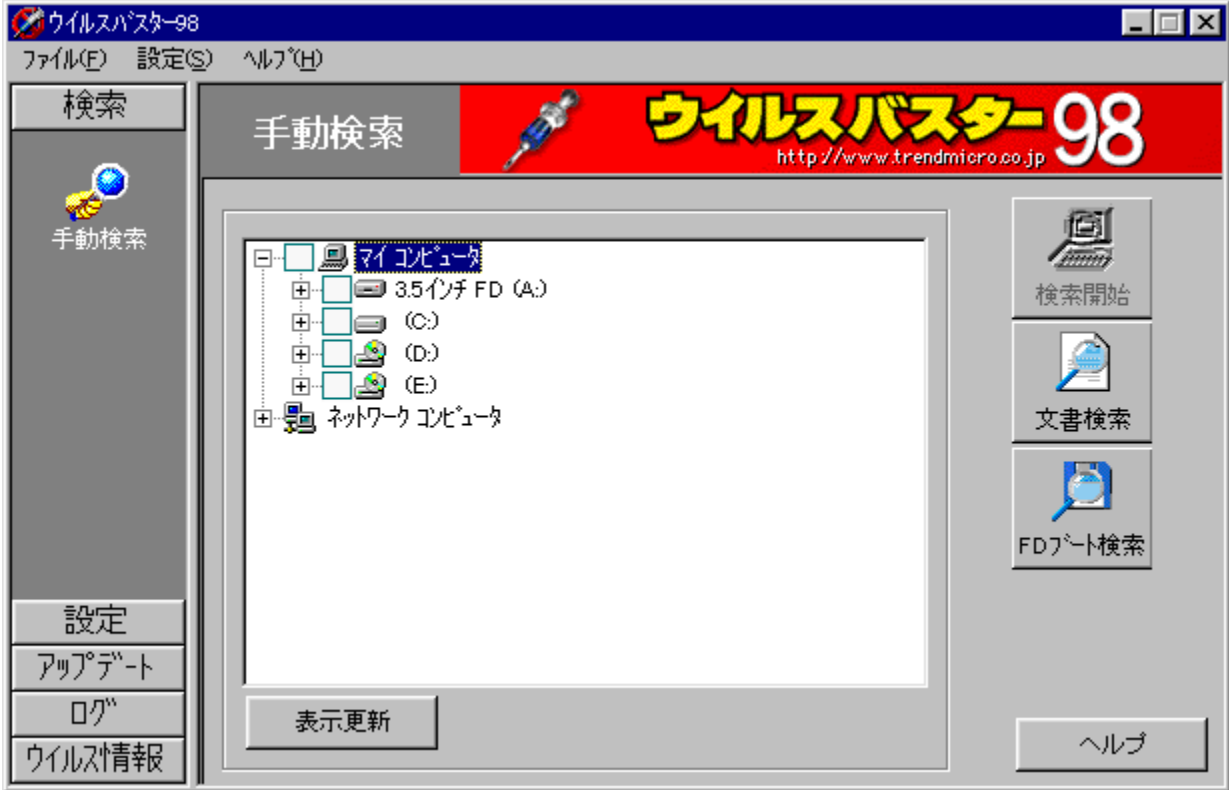 ウイルスバスター98
ファイル(F) 設定(S) ヘルプ(H)
検索
手動検索
設定
アップデート
ログ
ウイルス情報
手動検索
ウイルスバスター98
http://www.trendmicro.co.jp
マイ コンピュータ
3.5インチ FD (A:)
(C:)
(D:)
(E:)
ネットワーク コンピュータ
表示更新
検索開始
文書検索
FDブート検索
ヘルプ